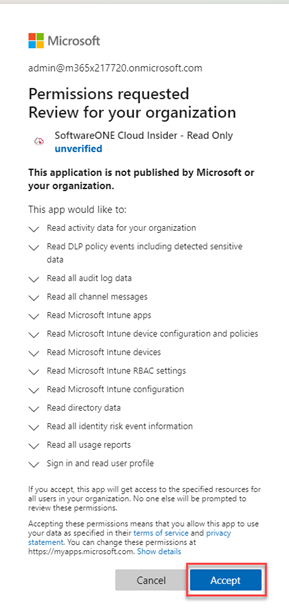 Microsoft
admin@m365x217720.onmicrosoft.com
Permissions requested
Review for your organization
SoftwareONE Cloud Insider - Read Only
unverified
This application is not published by Microsoft or
your organization.
This app would like to:
Read activity data for your organization
Read DLP policy events including detected sensitive
data
Read all audit log data
Read all channel messages
Read Microsoft Intune apps
Read Microsoft Intune device configuration and policies
Read Microsoft Intune devices
Read Microsoft Intune RBAC settings
Read Microsoft Intune configuration
Read directory data
Read all identity risk event information
Read all usage reports
Sign in and read user profile
If you accept, this app will get access to the specified resources for
all users in your organization. No one else will be prompted to
review these permissions.
Accepting these permissions means that you allow this app to use
your data as specified in their terms of service and privacy
statement. You can change these permissions at
https://myapps.microsoft.com. Show details
Cancel
Accept